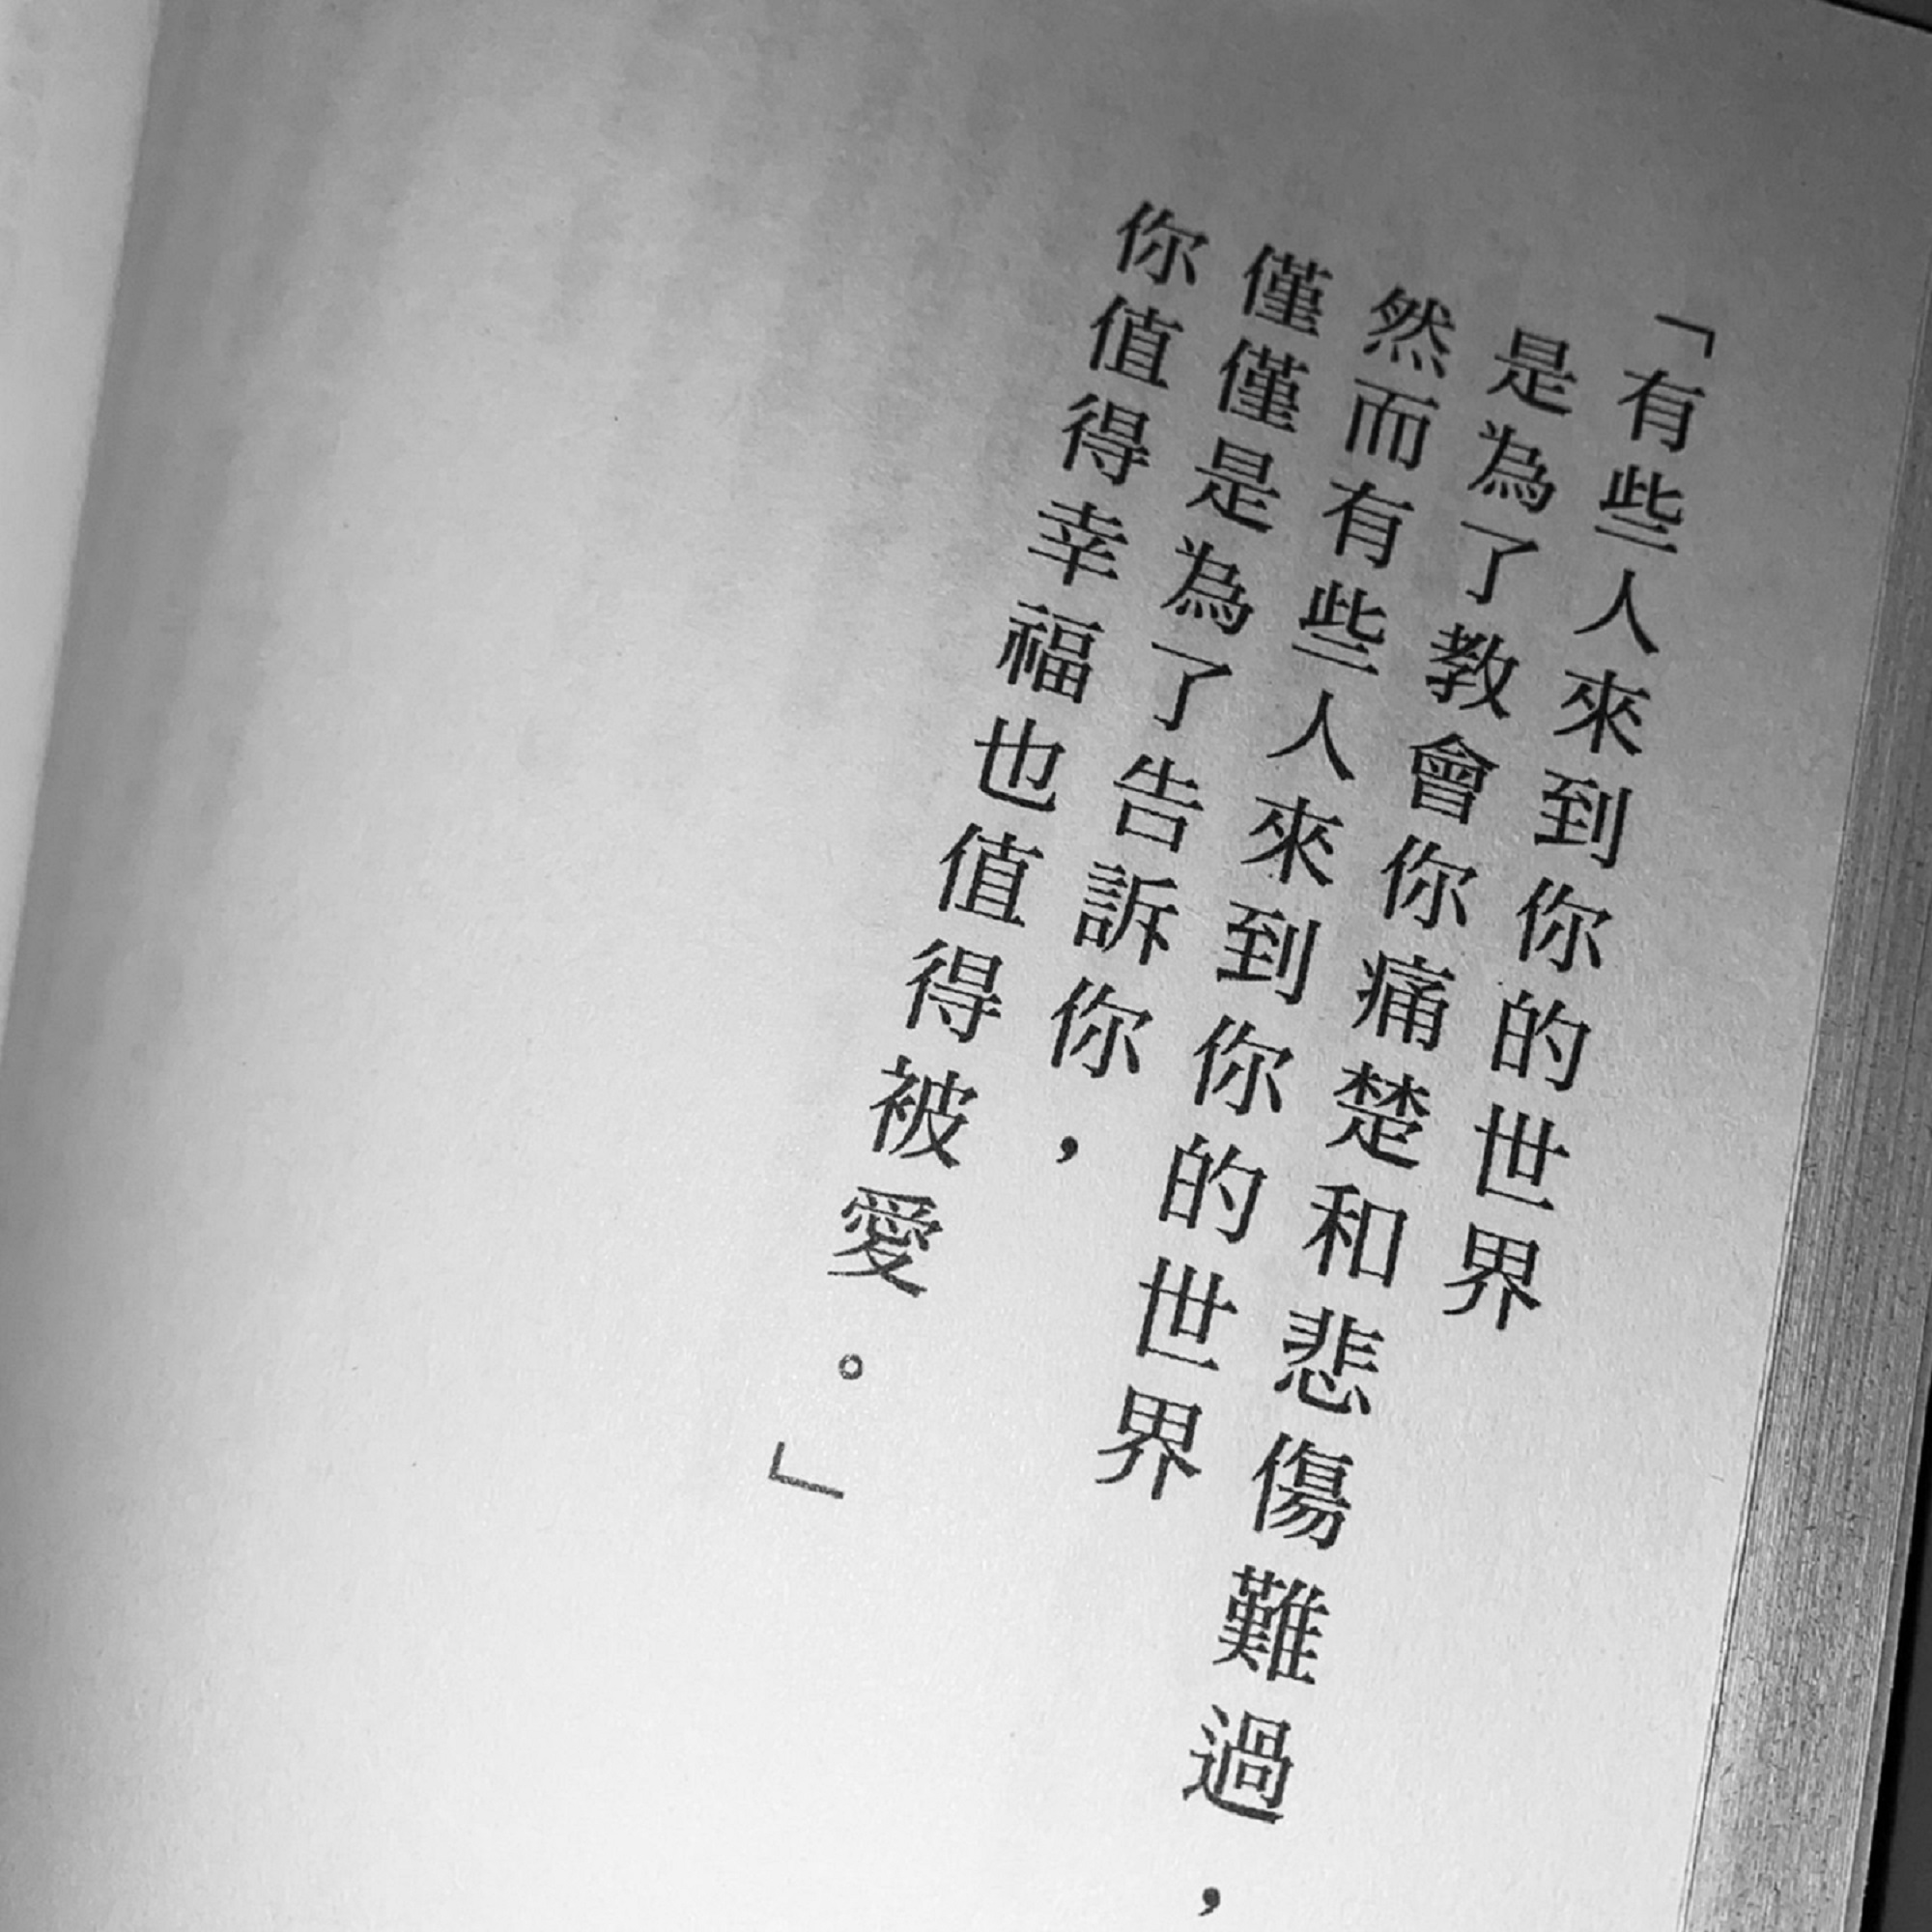 「有些人來到你的世界
是為了教會你痛楚和悲傷難過，
然而有些人來到你的世界
僅僅是為了告訴你，
你值得幸福也值得被愛。」